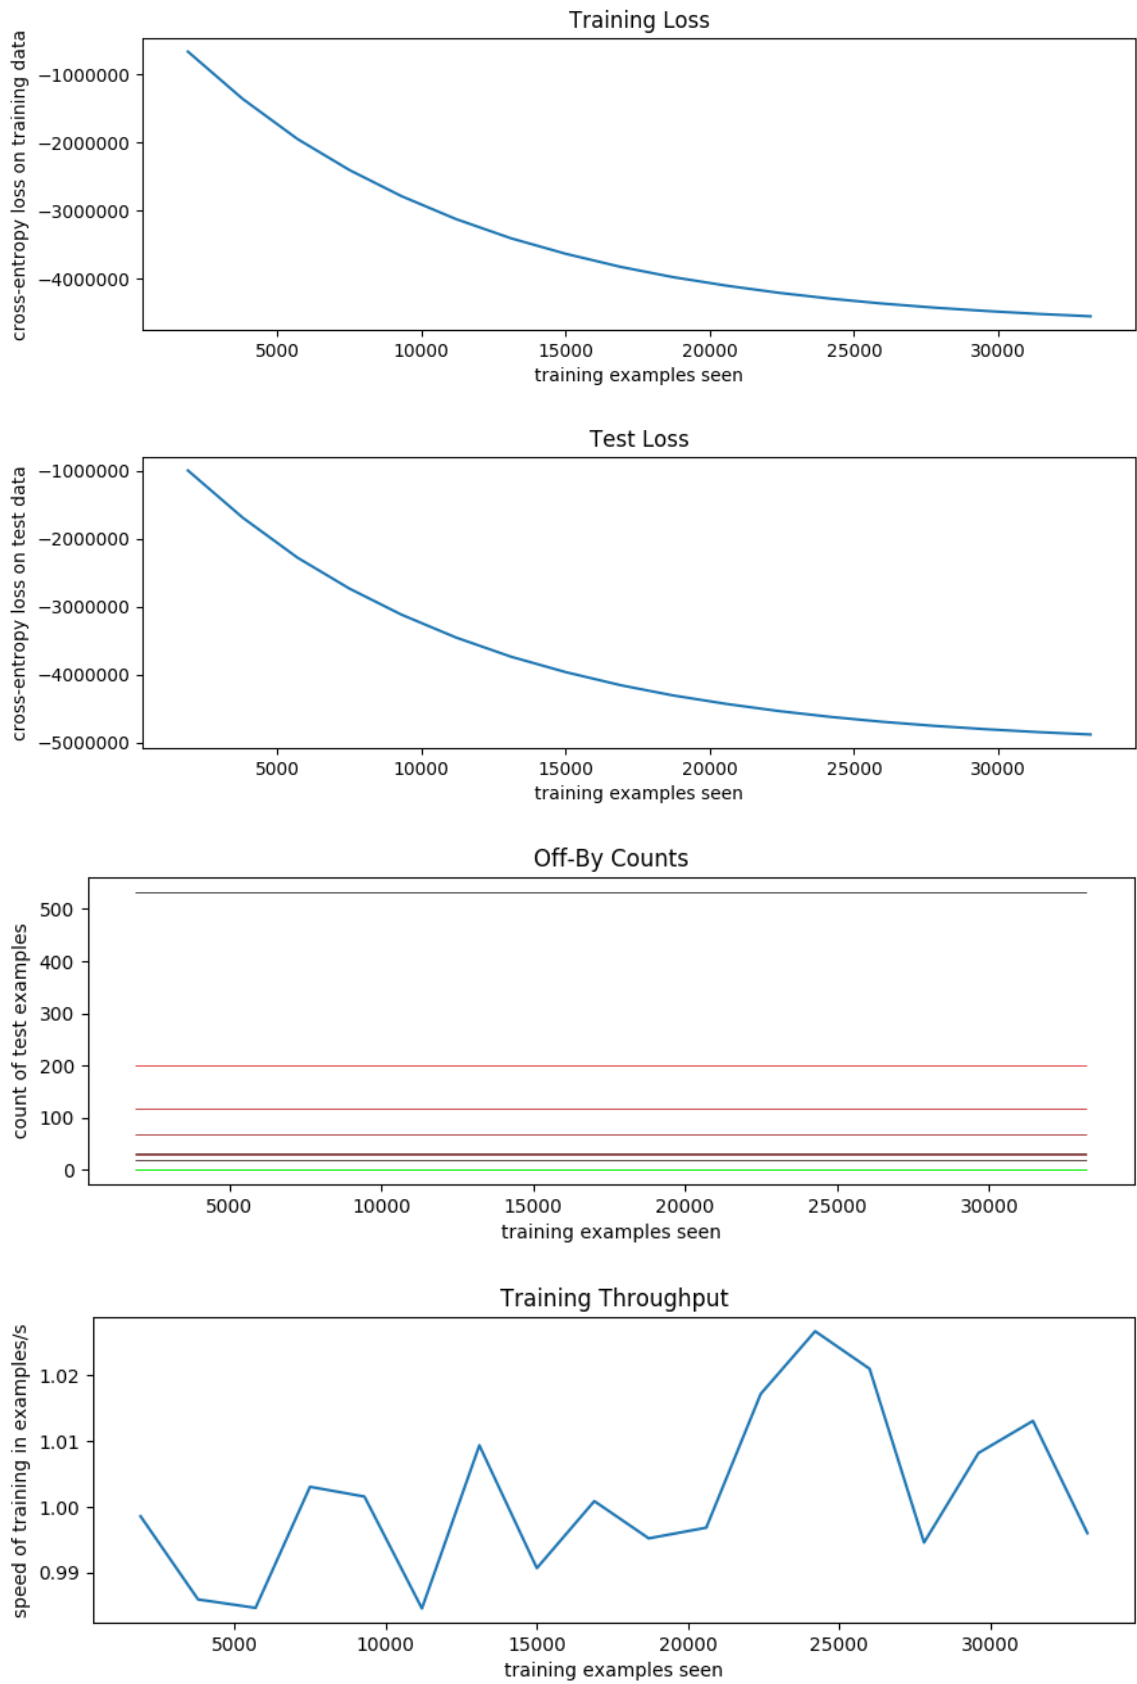 Training Loss
cross-entropy loss on training data
−1000000
−2000000
−3000000
−4000000
5000 10000 15000 20000 25000 30000
training examples seen
Test Loss
cross-entropy loss on test data
−1000000
−2000000
−3000000
−4000000
−5000000
5000 10000 15000 20000 25000 30000
training examples seen
Off-By Counts
count of test examples
500
400
300
200
100
0
5000 10000 15000 20000 25000 30000
training examples seen
Training Throughput
speed of training in examples/s
1.02
1.01
1.00
0.99
5000 10000 15000 20000 25000 30000
training examples seen